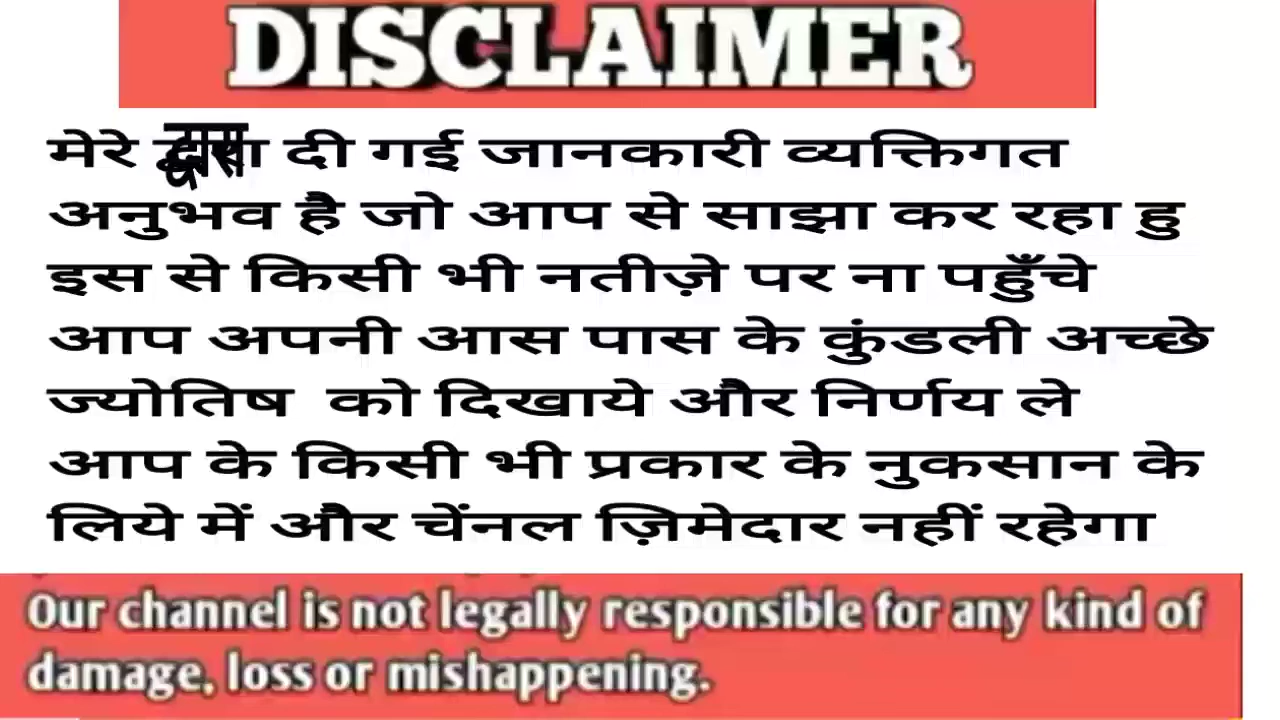 DISCLAIMER
मेरे द्वारा दी गई जानकारी व्यक्तिगत
अनुभव है जो आप से साझा कर रहा हु
इस से किसी भी नतीज़े पर ना पहुँचे
आप अपनी आस पास के कुंडली अच्छे
ज्योतिष को दिखाये और निर्णय ले
आप के किसी भी प्रकार के नुकसान के
लिये में और चेंनल ज़िमेदार नहीं रहेगा
Our channel is not legally responsible for any kind of
damage, loss or mishappening.